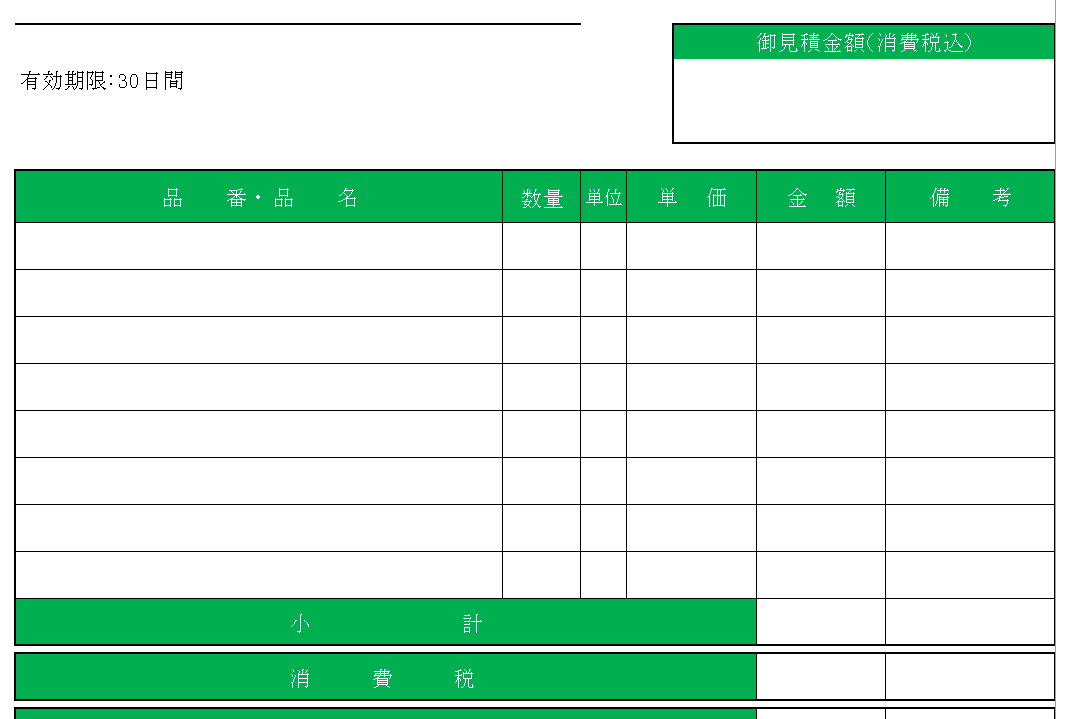 御見積金額(消費税込)
有効期限:30日間
品　番・品　名 数量 単位 単　価 金　額 備　考
小　計
消　費　税